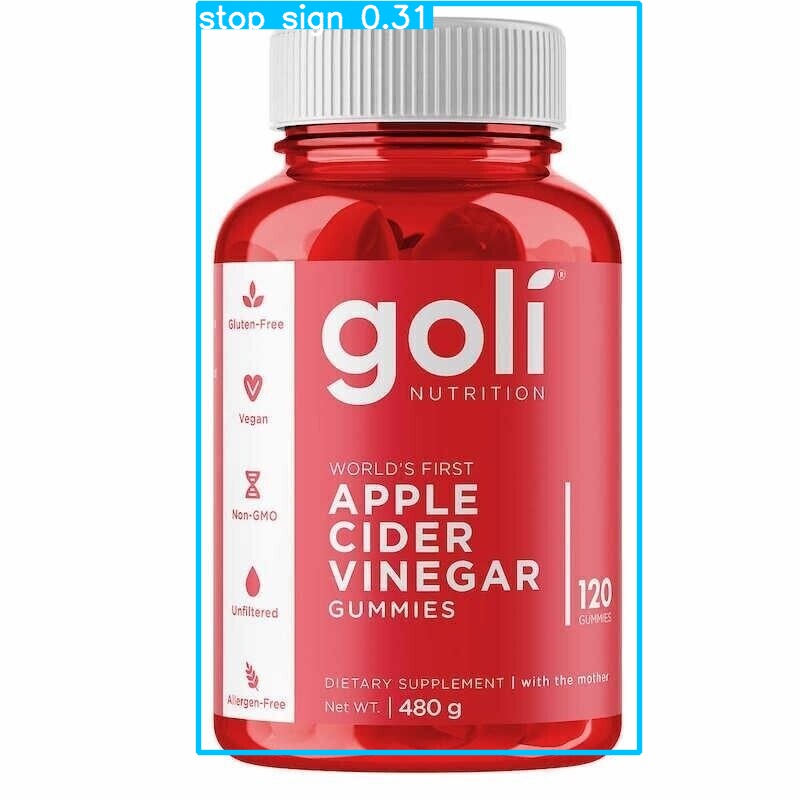 stop sign 0.31
goli®
NUTRITION
Gluten-Free
Vegan
Non-GMO
Unfiltered
Allergen-Free
WORLD'S FIRST
APPLE
CIDER
VINEGAR
GUMMIES
120
GUMMIES
DIETARY SUPPLEMENT | with the mother
Net WT. | 480 g